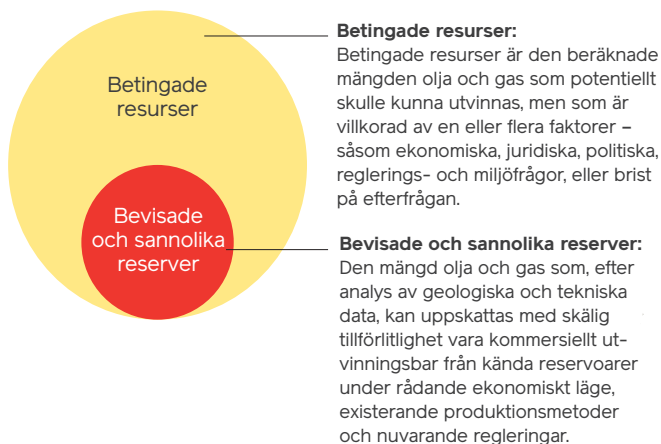 Betingade
resurser
Bevisade
och sannolika
reserver
Betingade resurser:
Betingade resurser är den beräknade
mängden olja och gas som potentiellt
skulle kunna utvinnas, men som är
villkorad av en eller flera faktorer –
såsom ekonomiska, juridiska, politiska,
reglerings- och miljöfrågor, eller brist
på efterfrågan.
Bevisade och sannolika reserver:
Den mängd olja och gas som, efter
analys av geologiska och tekniska
data, kan uppskattas med skälig
tillförlitlighet vara kommersiellt ut-
vinningsbar från kända reservoarer
under rådande ekonomiskt läge,
existerande produktionsmetoder
och nuvarande regleringar.